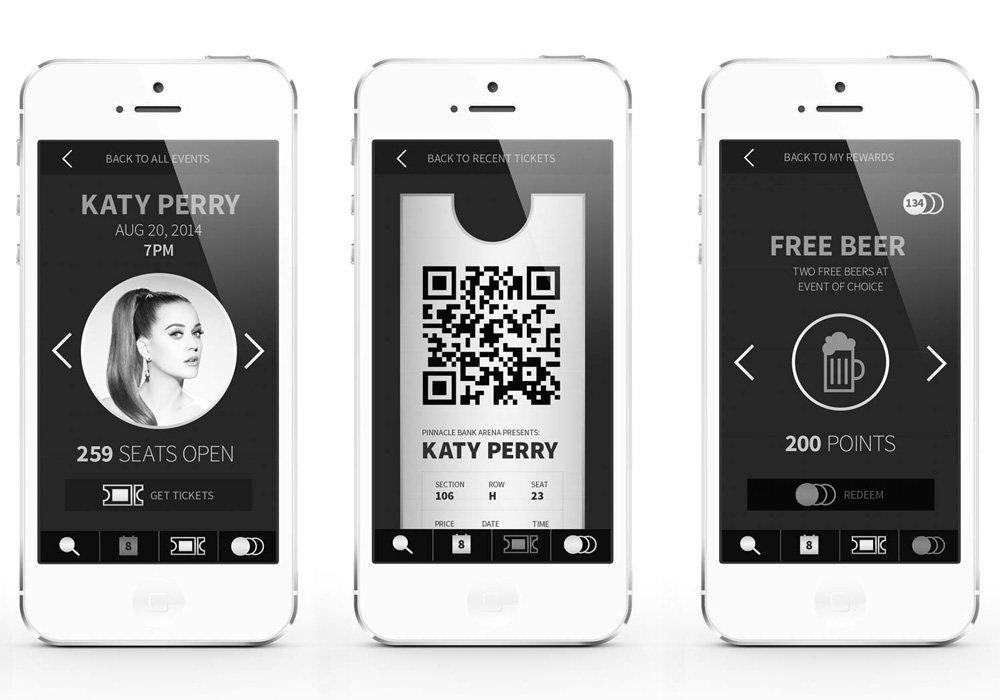 BACK TO ALL EVENTS
KATY PERRY
AUG 20, 2014
7PM
259 SEATS OPEN
GET TICKETS
8
BACK TO RECENT TICKETS
PINNACLE BANK ARENA PRESENTS:
KATY PERRY
SECTION ROW SEAT
106 H 23
PRICE DATE TIME
8
BACK TO MY REWARDS
134
FREE BEER
TWO FREE BEERS AT
EVENT OF CHOICE
200 POINTS
REDEEM
8